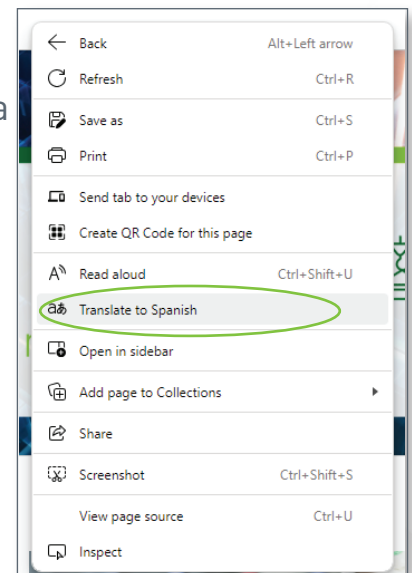 Back Alt+Left arrow
Refresh Ctrl+R
a
Save as Ctrl+S
Print Ctrl+P
Send tab to your devices
Create QR Code for this page
Read aloud Ctrl+Shift+U
aあ Translate to Spanish
Open in sidebar
Add page to Collections
Share
Screenshot Ctrl+Shift+S
View page source Ctrl+U
Inspect